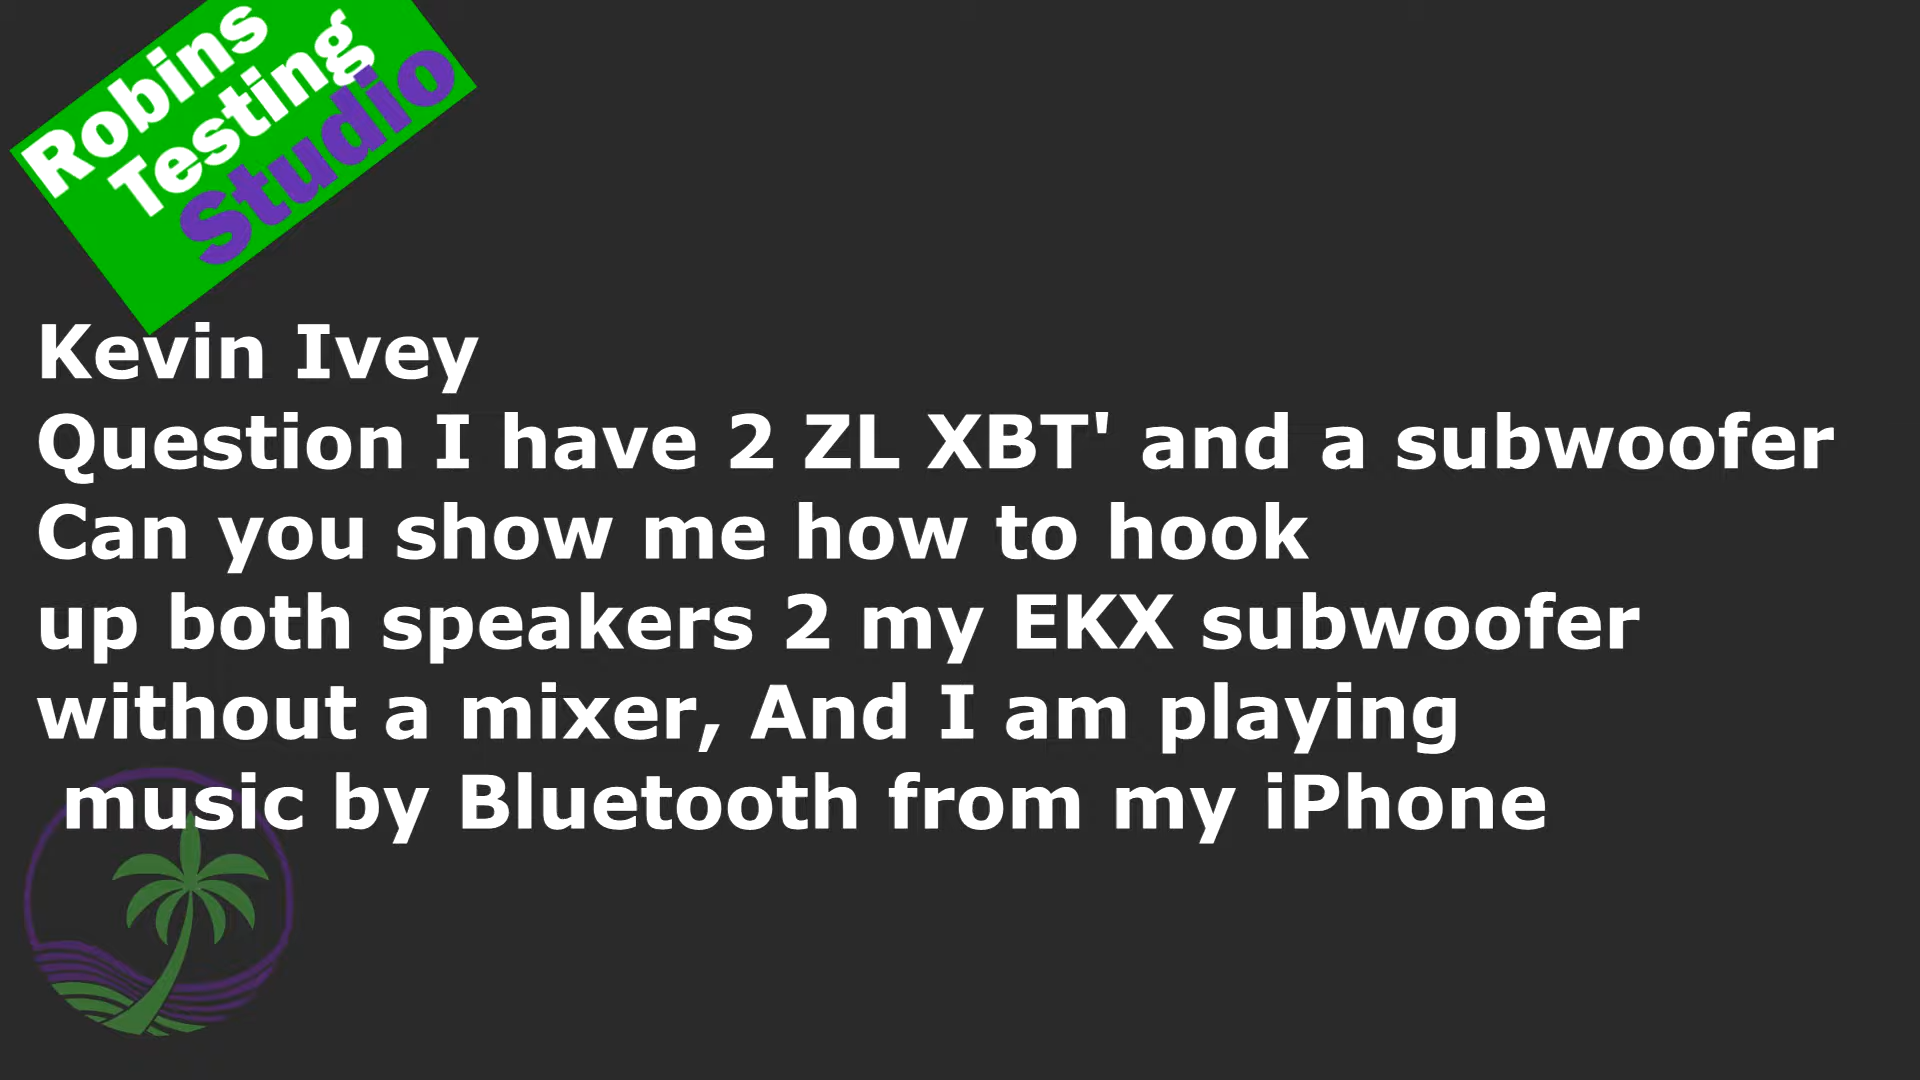 Robins
Testing
Studio
Kevin Ivey
Question I have 2 ZL XBT' and a subwoofer
Can you show me how to hook
up both speakers 2 my EKX subwoofer
without a mixer, And I am playing
music by Bluetooth from my iPhone